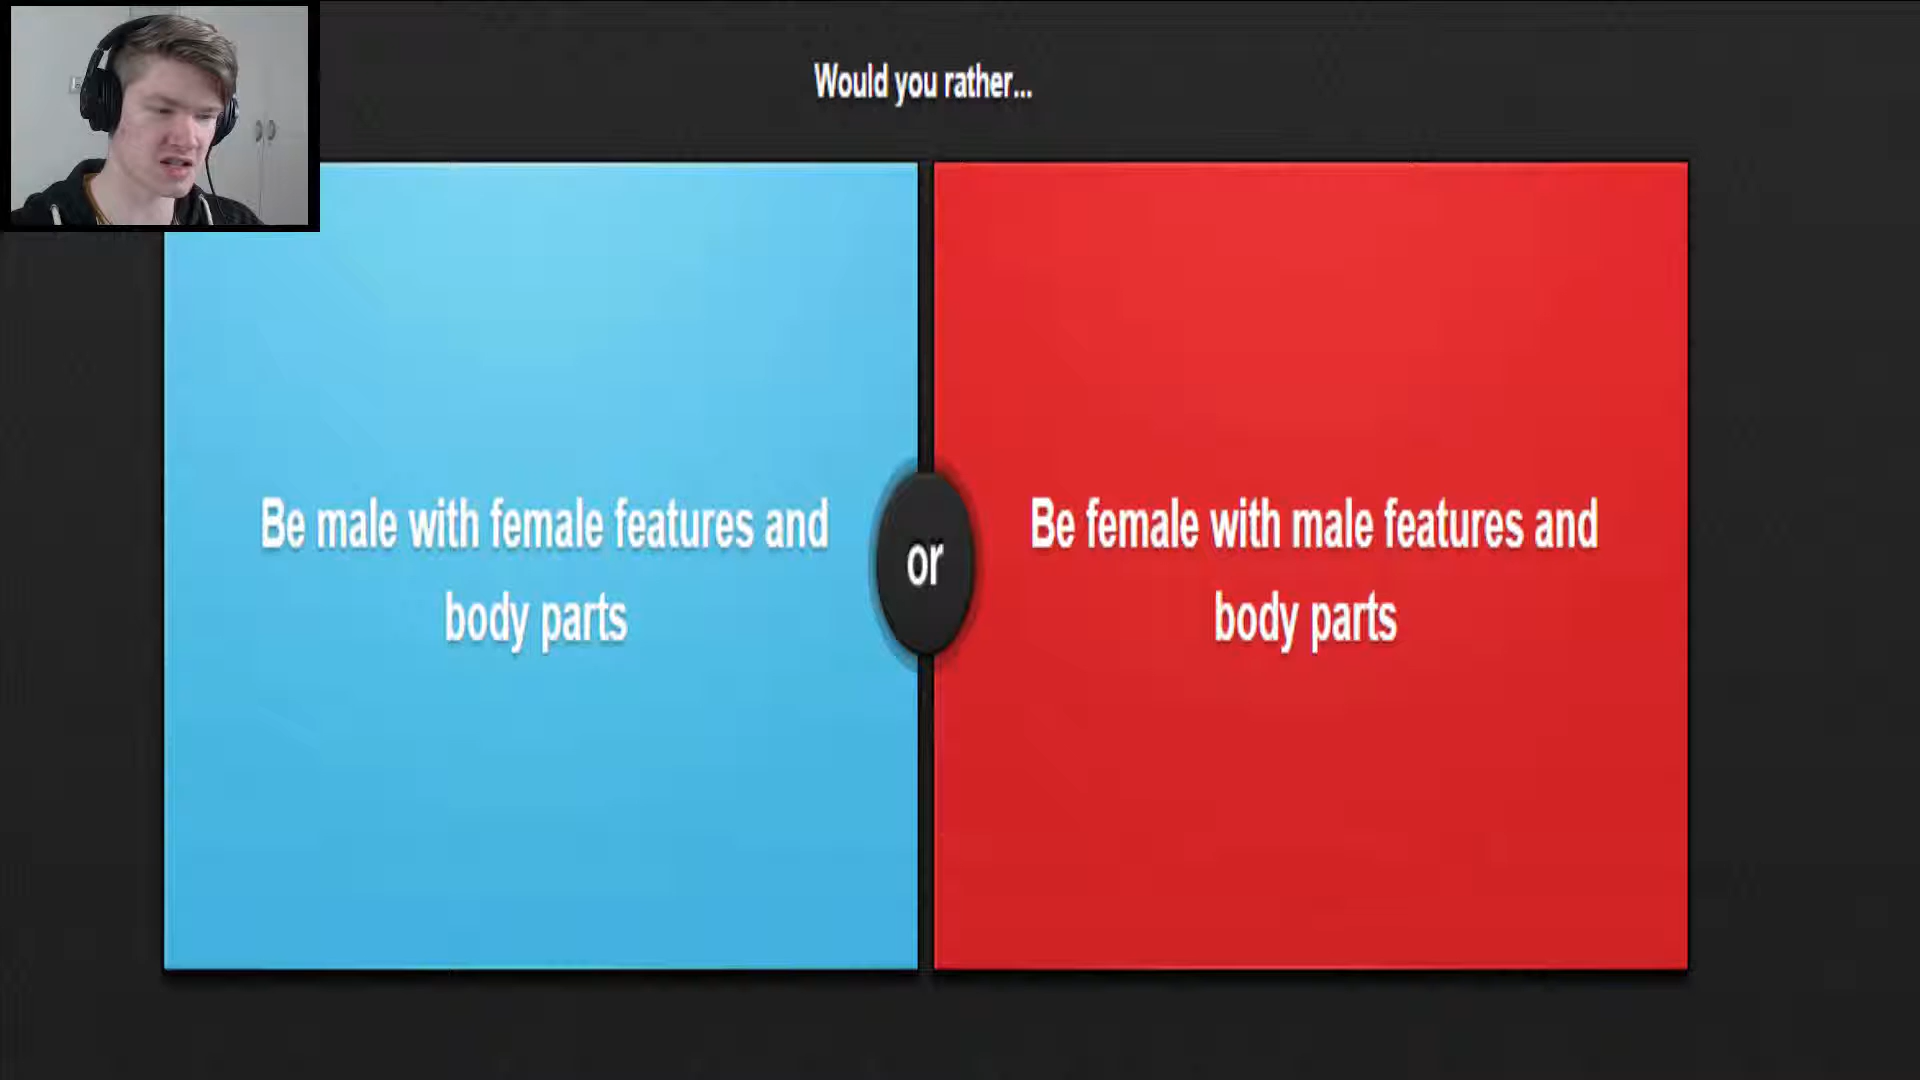 Would you rather...
Be male with female features and
body parts
or
Be female with male features and
body parts